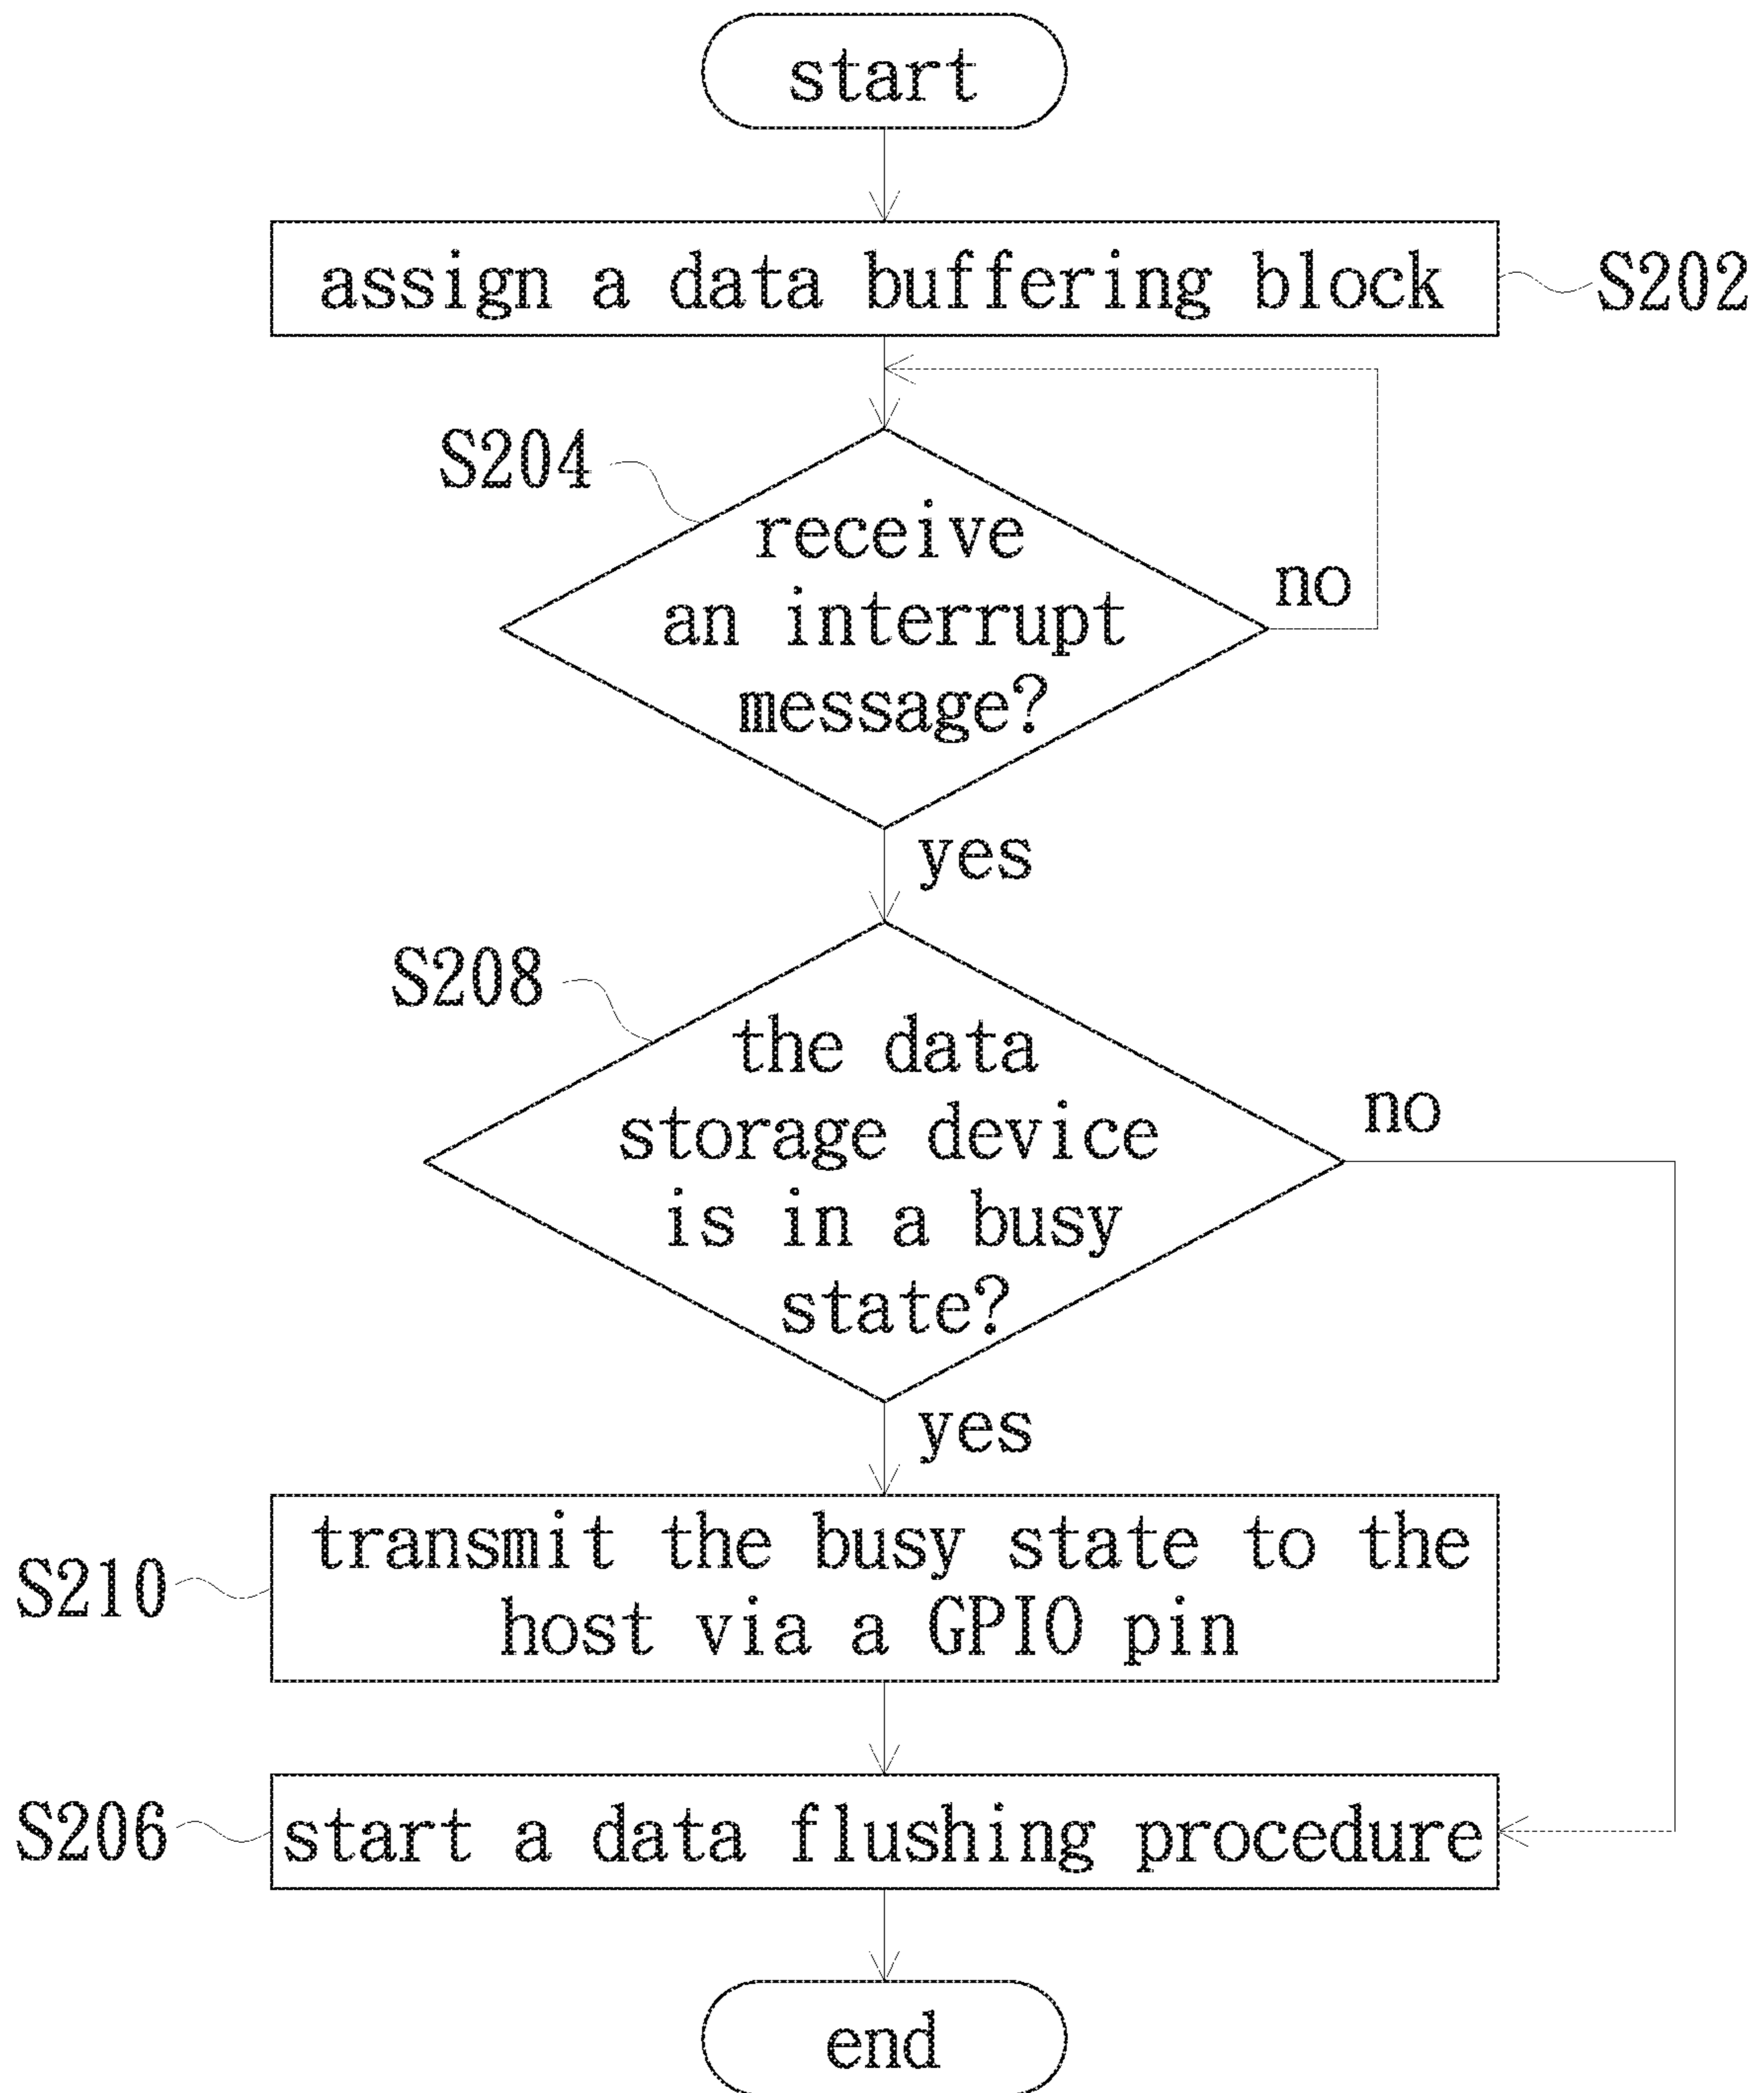 start
assign a data buffering block
S202
S204
receive
an interrupt
message?
no
yes
S208
the data
storage device
is in a busy
state?
no
yes
S210
transmit the busy state to the
host via a GPIO pin
S206
start a data flushing procedure
end